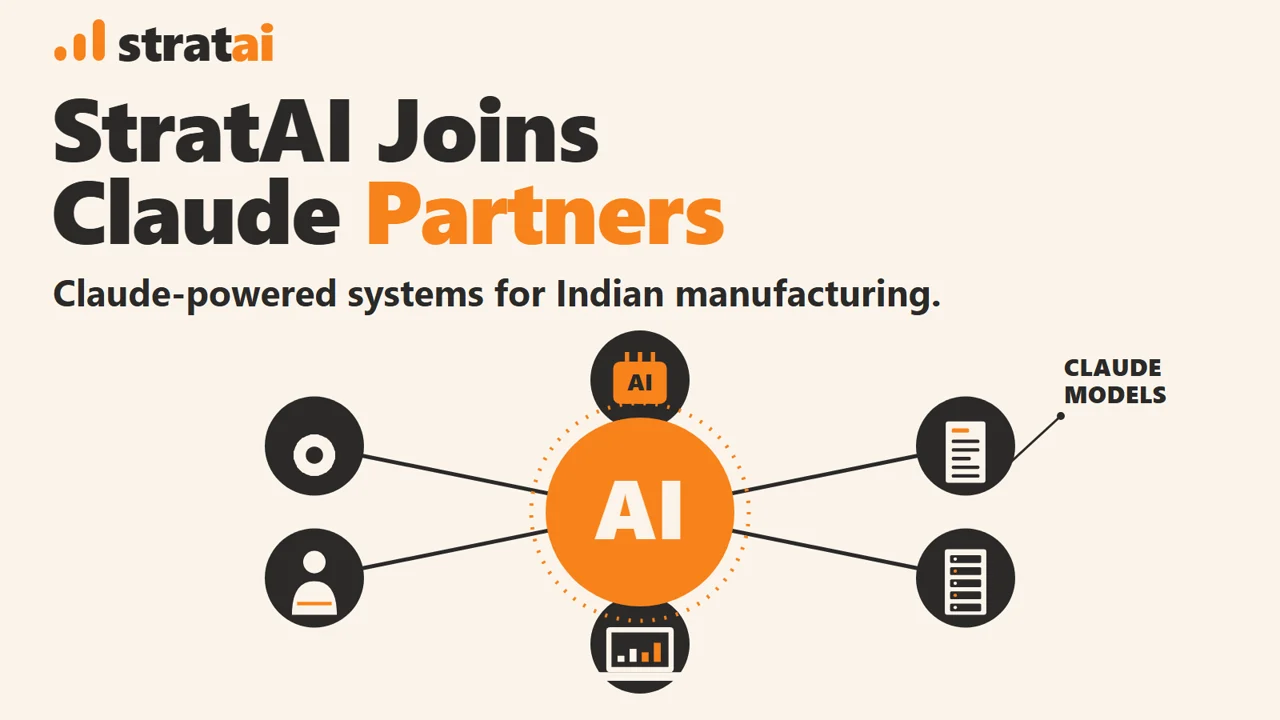 stratai
StratAI Joins
Claude Partners
Claude-powered systems for Indian manufacturing.
AI
CLAUDE
MODELS
AI